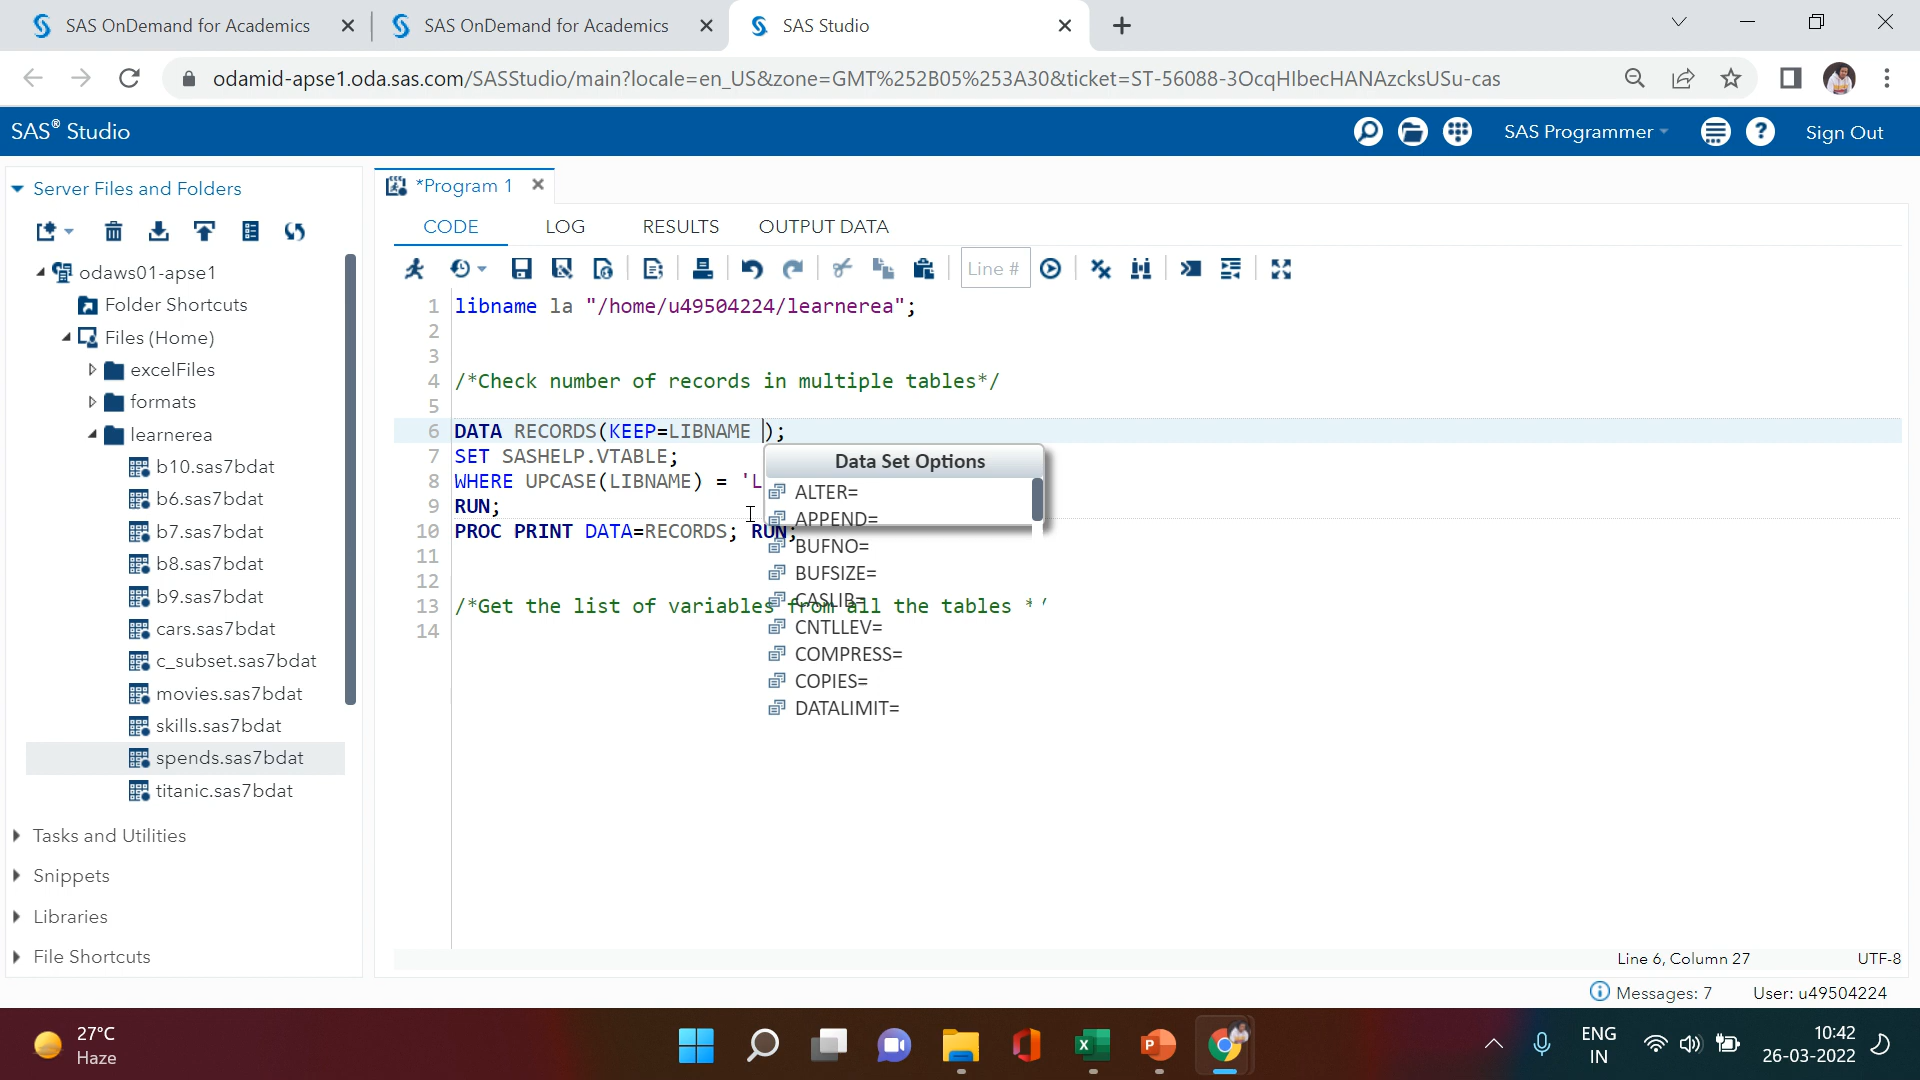 SAS OnDemand for Academics
SAS OnDemand for Academics
SAS Studio
odamid-apse1.oda.sas.com/SASStudio/main?locale=en_US&zone=GMT%252B05%253A30&ticket=ST-56088-3OcqHIbecHANAzcksUSu-cas
SAS® Studio
SAS Programmer
Sign Out
Server Files and Folders
odaws01-apse1
Folder Shortcuts
Files (Home)
excelFiles
formats
learnerea
b10.sas7bdat
b6.sas7bdat
b7.sas7bdat
b8.sas7bdat
b9.sas7bdat
cars.sas7bdat
c_subset.sas7bdat
movies.sas7bdat
skills.sas7bdat
spends.sas7bdat
titanic.sas7bdat
Tasks and Utilities
Snippets
Libraries
File Shortcuts
*Program 1
CODE LOG RESULTS OUTPUT DATA
Line #
1 libname la "/home/u49504224/learnerea";
2
3
4 /*Check number of records in multiple tables*/
5
6 DATA RECORDS(KEEP=LIBNAME );
7 SET SASHELP.VTABLE;
8 WHERE UPCASE(LIBNAME) = 'L
9 RUN;
10 PROC PRINT DATA=RECORDS; RUN;
11
12
13 /*Get the list of variables from all the tables */
14
Data Set Options
ALTER=
APPEND=
BUFNO=
BUFSIZE=
CASLIB=
CNTLLEV=
COMPRESS=
COPIES=
DATALIMIT=
Line 6, Column 27
UTF-8
Messages: 7
User: u49504224
27°C
Haze
ENG
IN
10:42
26-03-2022